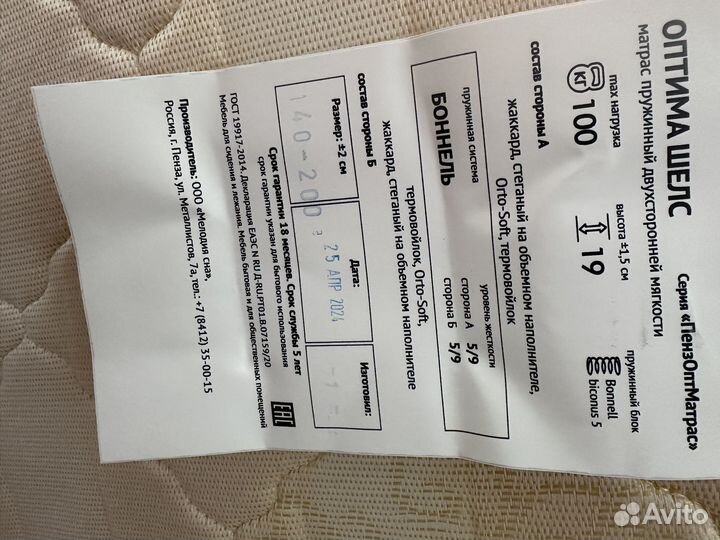 Серия «ПензОптМатрас»
ОПТИМА ШЕЛС
матрас пружинный двухсторонней мягкости
max нагрузка
КГ 100
высота ±1,5 см
19
пружинный блок
Bonnell
biconus 5
состав стороны А
жаккард, стеганый на объемном наполнителе,
Orto-Soft, термовойлок
пружинная система
БОННЕЛЬ
уровень жесткости
сторона А 5/9
сторона Б 5/9
состав стороны Б
жаккард, стеганый на объемном наполнителе
термовойлок, Orto-Soft,
Размер: ±2 см
140-200
Дата:
25 АПР 2024
Изготовил:
-1-
Срок гарантии 18 месяцев. Срок службы 5 лет
срок гарантии указан для бытового использования
ГОСТ 19917-2014. Декларация ЕАЭС N RU Д-RU.РТ01.В.07159/20
Мебель для сидения и лежания. Мебель бытовая и для общественных помещений
EAC
Производитель: ООО «Мелодия сна»,
Россия, г. Пенза, ул. Металлистов, 7а, тел.: +7 (8412) 35-00-15
Avito